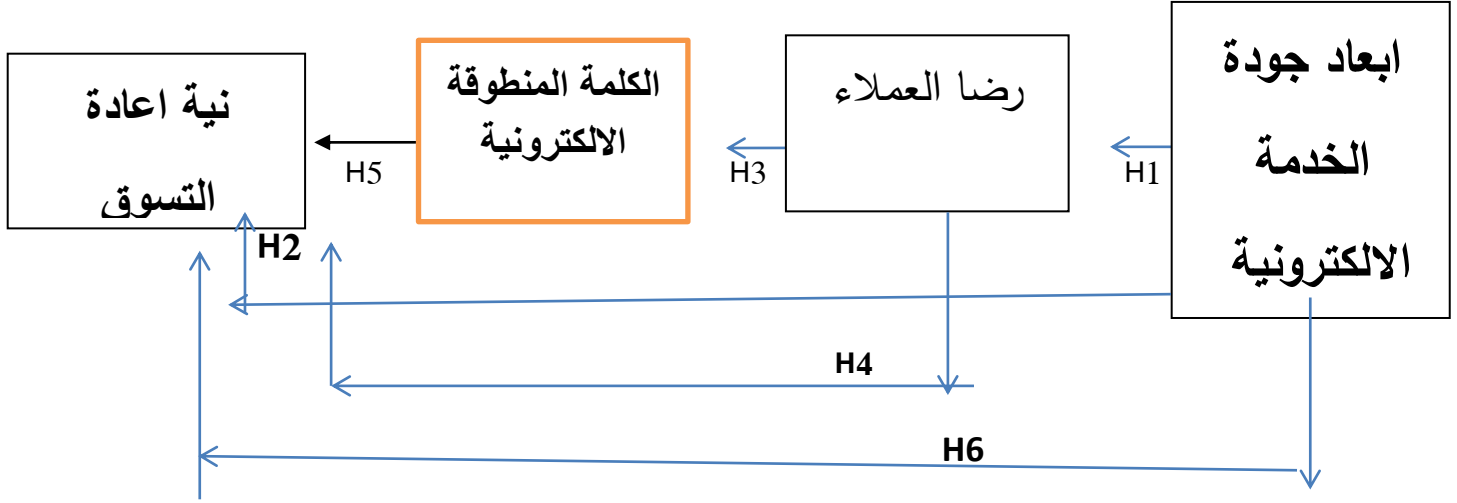 ابعاد جودة
الخدمة
الالكترونية
H1
رضا العملاء
H3
الكلمة المنطوقة
الالكترونية
H5
نية اعادة
التسوق
H2
H4
H6